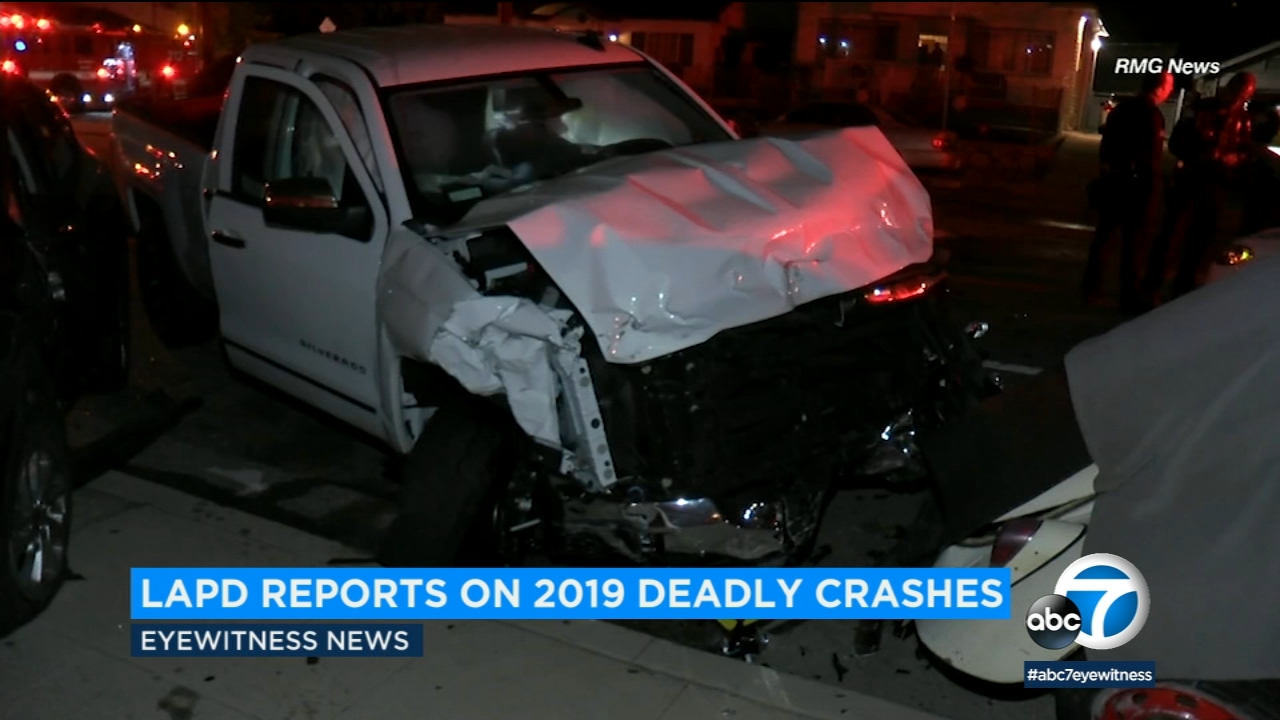 RMG News
SILVERADO
LAPD REPORTS ON 2019 DEADLY CRASHES
EYEWITNESS NEWS
abc 7
#abc7eyewitness